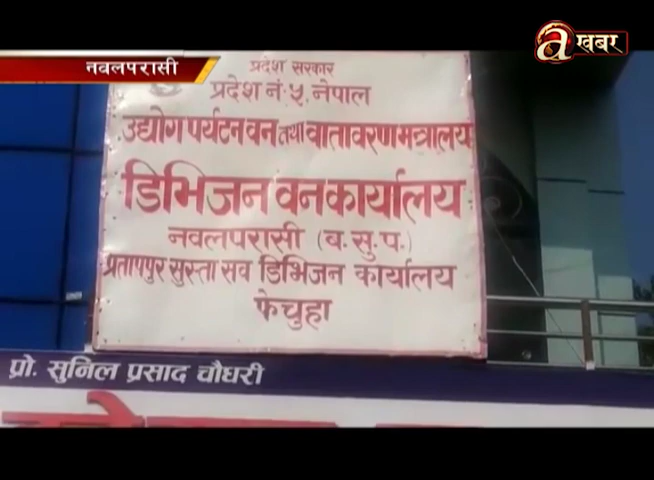 नवलपरासी
a खबर
प्रदेश सरकार
प्रदेश नं. ५, नेपाल
उद्योग पर्यटन वन तथा वातावरण मन्त्रालय
डिभिजन वन कार्यालय
नवलपरासी (ब.सु.प.)
प्रतापपुर सुस्ता सव डिभिजन कार्यालय
फेचुहा
प्रो. सुनिल प्रसाद चौधरी